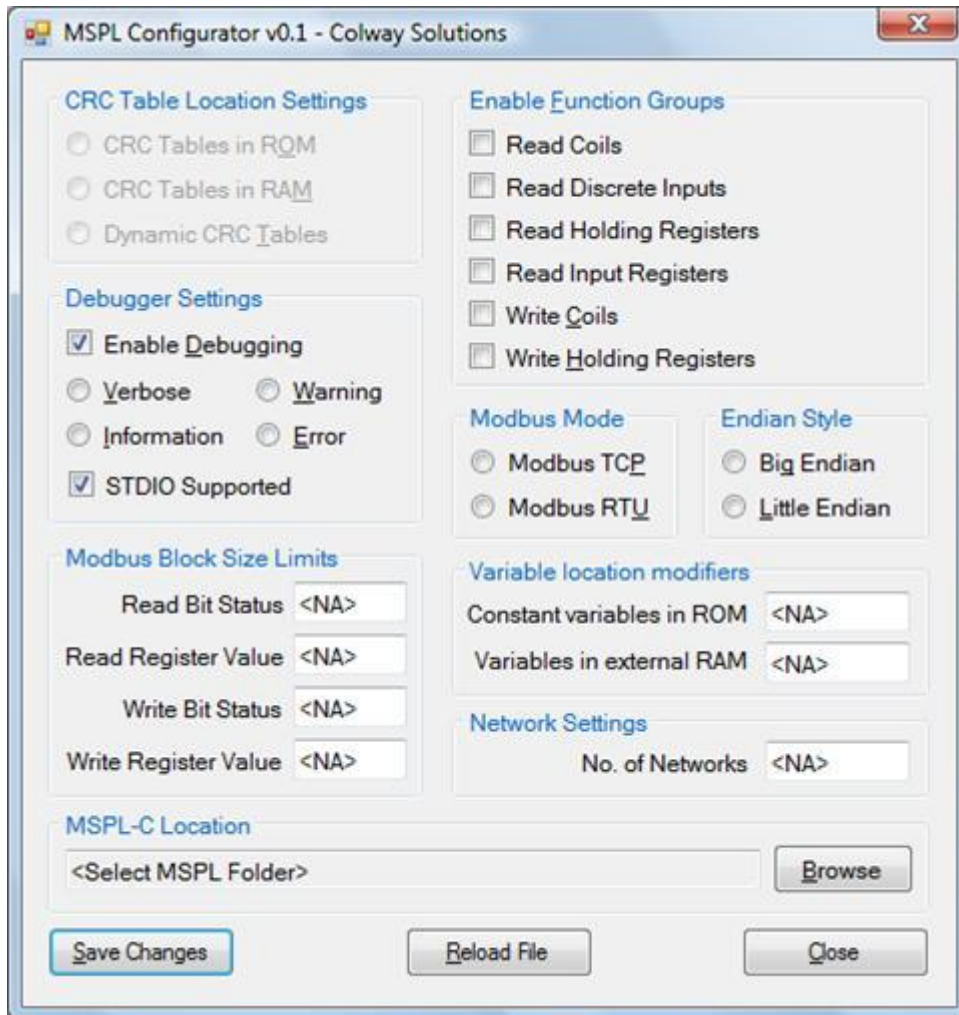 MSPL Configurator v0.1 - Colway Solutions
CRC Table Location Settings
CRC Tables in ROM
CRC Tables in RAM
Dynamic CRC Tables
Debugger Settings
Enable Debugging
Verbose Warning
Information Error
STDIO Supported
Modbus Block Size Limits
Read Bit Status <NA>
Read Register Value <NA>
Write Bit Status <NA>
Write Register Value <NA>
Enable Function Groups
Read Coils
Read Discrete Inputs
Read Holding Registers
Read Input Registers
Write Coils
Write Holding Registers
Modbus Mode
Modbus TCP
Modbus RTU
Endian Style
Big Endian
Little Endian
Variable location modifiers
Constant variables in ROM <NA>
Variables in external RAM <NA>
Network Settings
No. of Networks <NA>
MSPL-C Location
<Select MSPL Folder> Browse
Save Changes Reload File Close